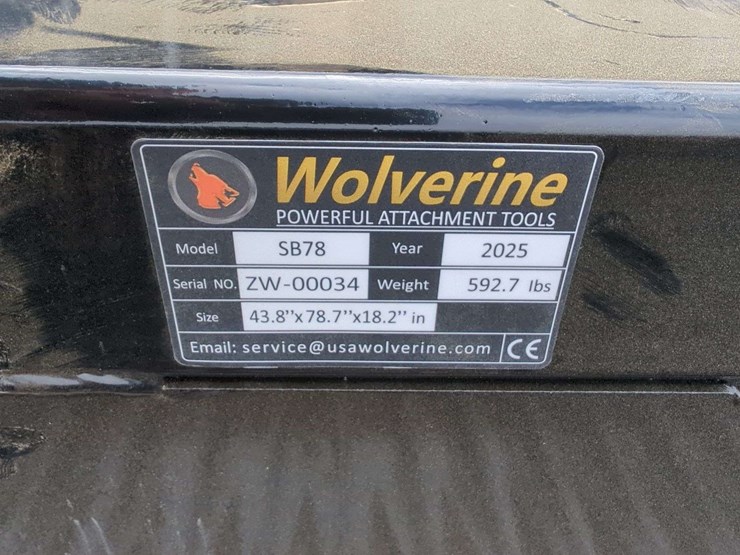 Wolverine
POWERFUL ATTACHMENT TOOLS
Model SB78 Year 2025
Serial NO. ZW-00034 Weight 592.7 lbs
Size 43.8''x78.7''x18.2'' in
Email: service@usawolverine.com CE